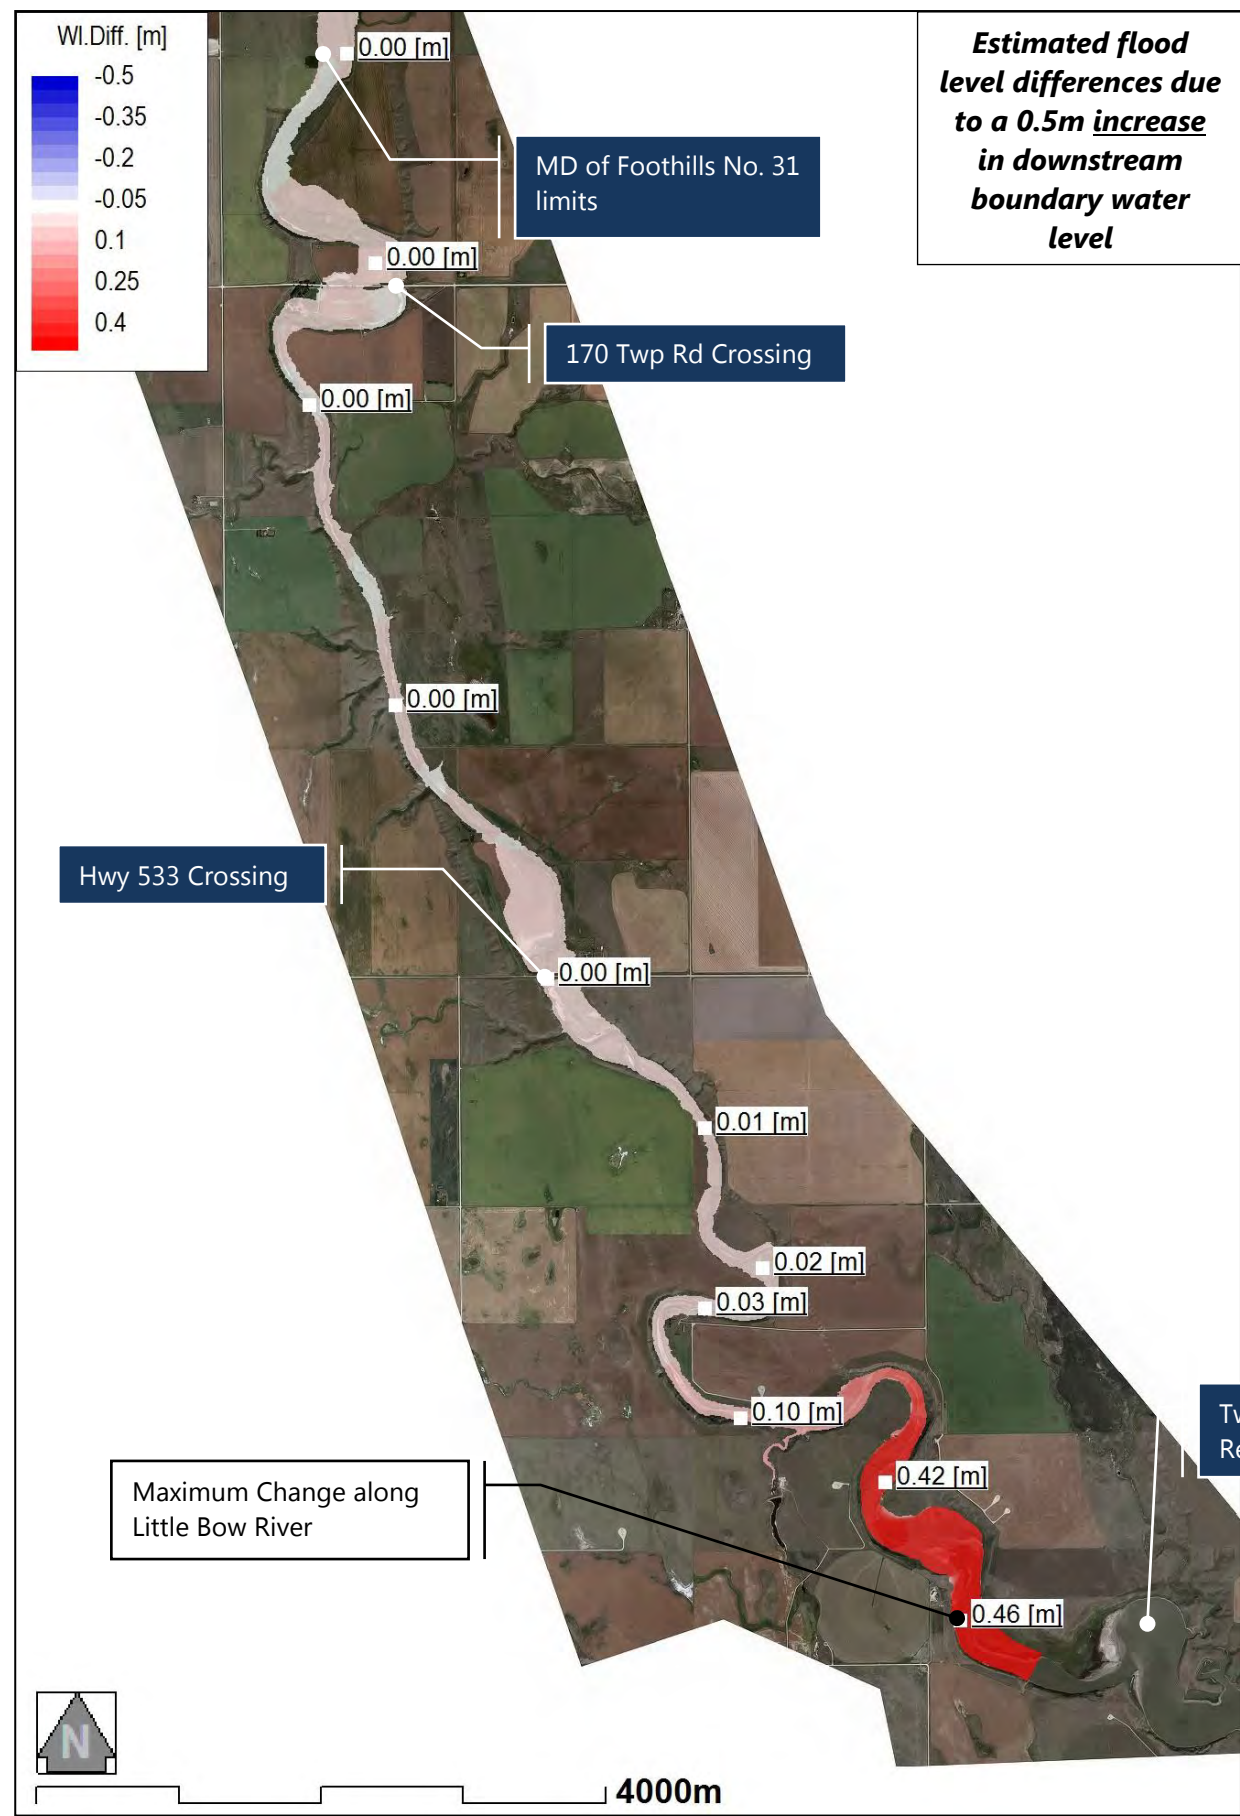 Wl.Diff. [m]
-0.5
-0.35
-0.2
-0.05
0.1
0.25
0.4
Estimated flood
level differences due
to a 0.5m increase
in downstream
boundary water
level
0.00 [m]
MD of Foothills No. 31
limits
0.00 [m]
170 Twp Rd Crossing
0.00 [m]
0.00 [m]
Hwy 533 Crossing
0.00 [m]
0.01 [m]
0.02 [m]
0.03 [m]
0.10 [m]
0.42 [m]
Maximum Change along
Little Bow River
0.46 [m]
N
4000m